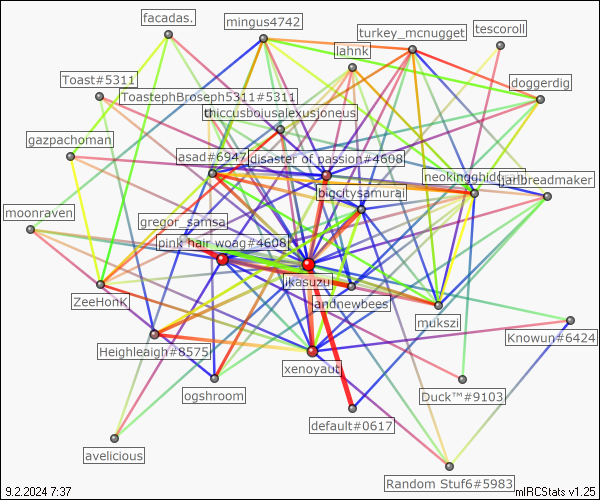 facadas.
mingus4742
tescoroll
turkey_mcnugget
lahnk
Toast#5311
doggerdig
ToastephBroseph5311#5311
thiccusboiusalexusjoneus
gazpachoman
asad#6947
disaster of passion#4608
neokingghidor
garlbreadmaker
bigcitysamurai
moonraven
gregor_samsa
pink hair woag#4608
ikasuzu
ZeeHonK
andnewbees
mukszi
Knowun#6424
Heighleaigh#8575
xenoyaut
ogshroom
Duck™#9103
default#0617
avelicious
Random Stuf6#5983
9.2.2024 7:37
mIRCStats v1.25